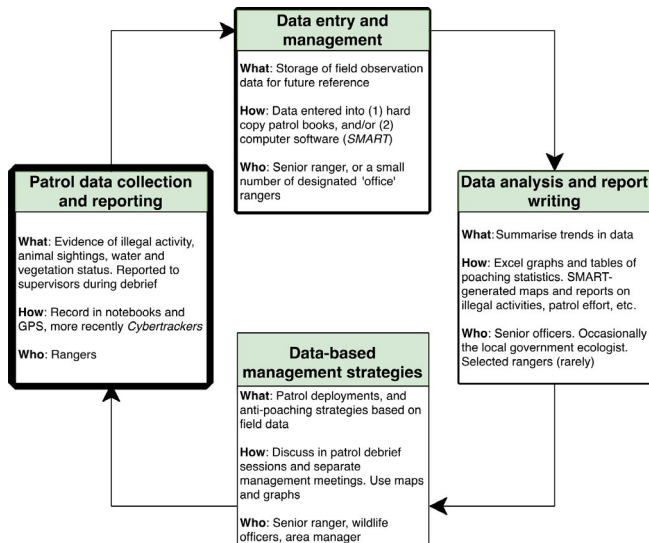 Data entry and
management
What: Storage of field observation
data for future reference
How: Data entered into (1) hard
copy patrol books, and/or (2)
computer software (SMART)
Who: Senior ranger, or a small
number of designated 'office'
rangers
Patrol data collection
and reporting
What: Evidence of illegal activity,
animal sightings, water and
vegetation status. Reported to
supervisors during debrief
How: Record in notebooks and
GPS, more recently Cybertrackers
Who: Rangers
Data analysis and report
writing
What: Summarise trends in data
How: Excel graphs and tables of
poaching statistics. SMART-
generated maps and reports on
illegal activities, patrol effort, etc.
Who: Senior officers. Occasionally
the local government ecologist.
Selected rangers (rarely)
Data-based
management strategies
What: Patrol deployments, and
anti-poaching strategies based on
field data
How: Discuss in patrol debrief
sessions and separate
management meetings. Use maps
and graphs
Who: Senior ranger, wildlife
officers, area manager